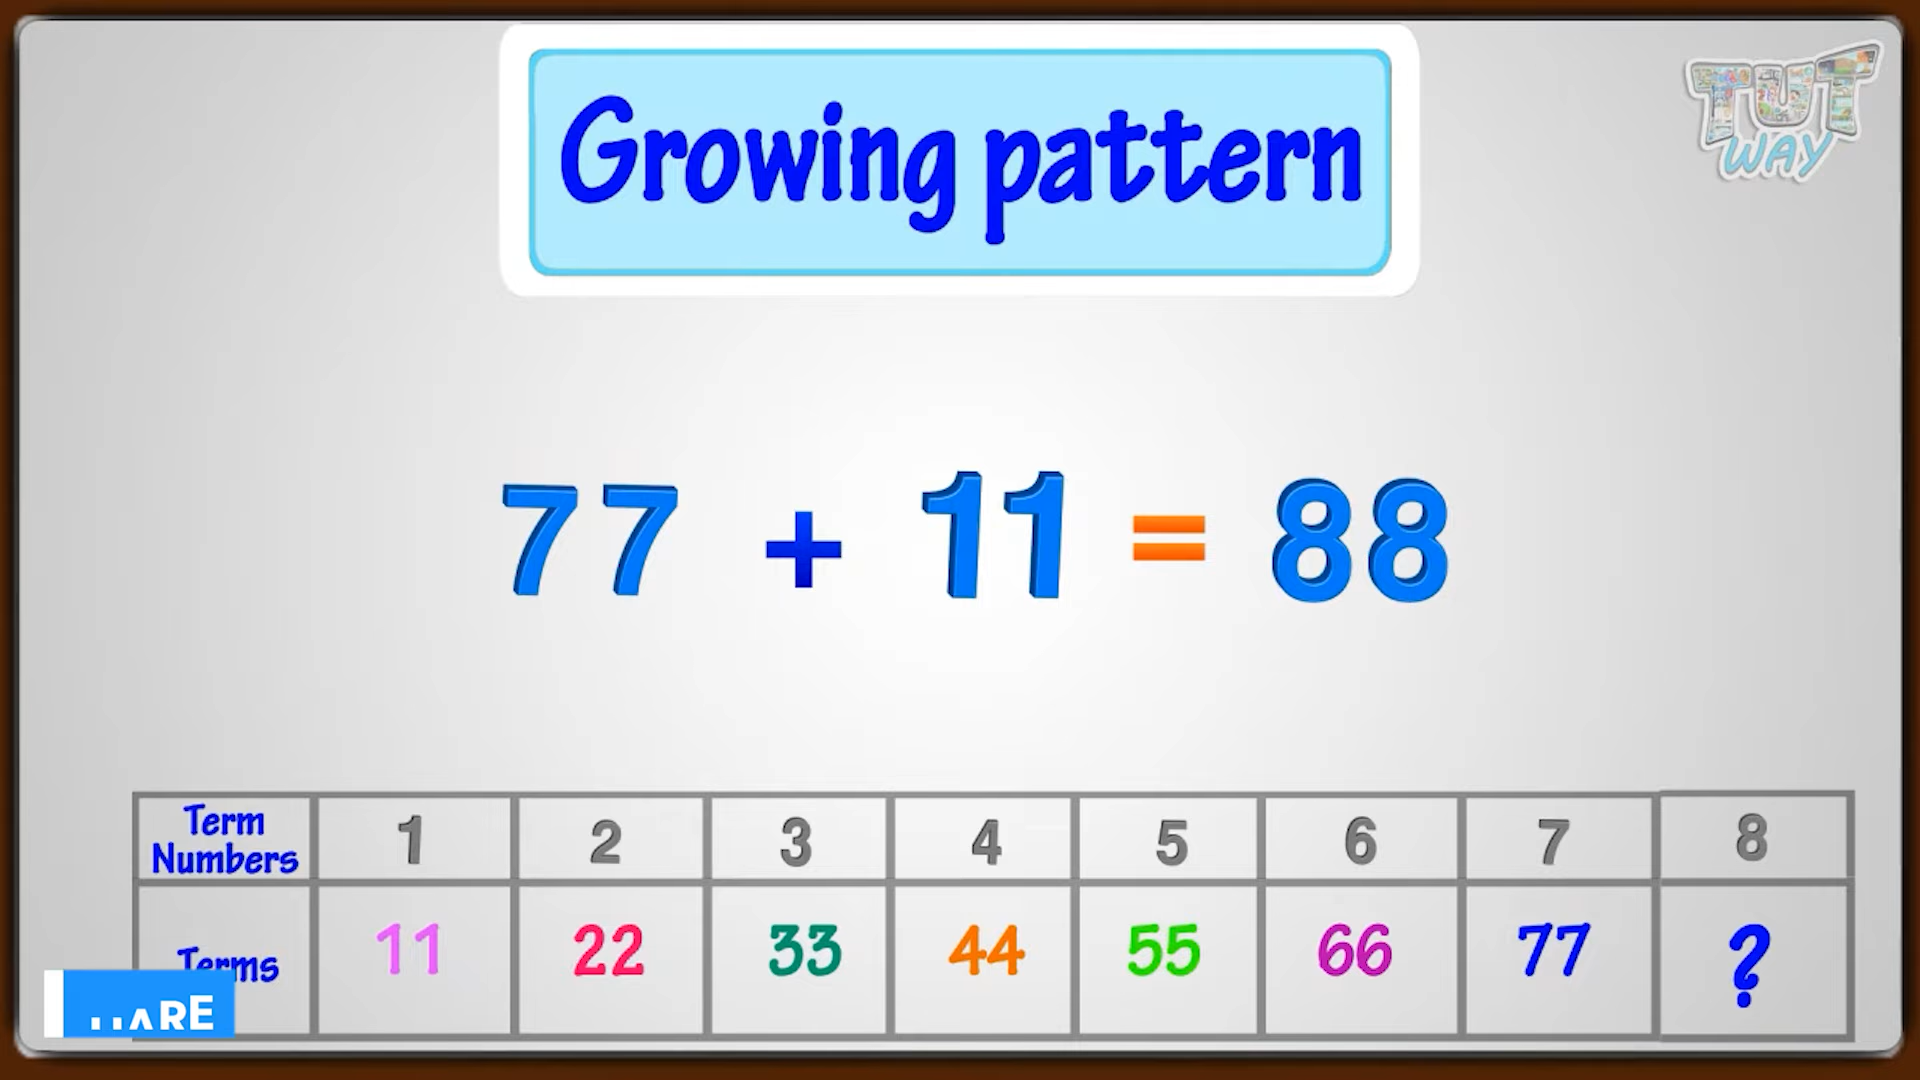 Growing pattern
TUT
WAY
77 + 11 = 88
Term Numbers 1 2 3 4 5 6 7 8
Terms 11 22 33 44 55 66 77 ?